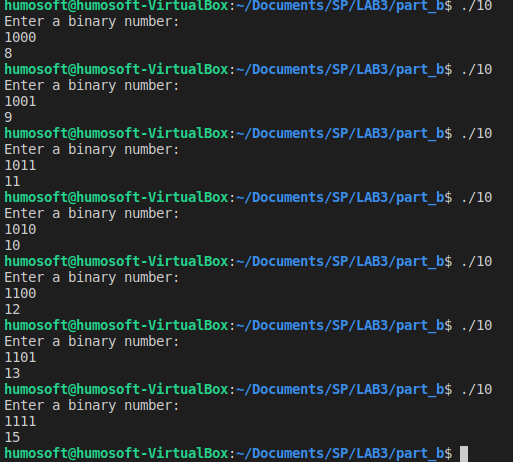 humosoft@humosoft-VirtualBox:~/Documents/SP/LAB3/part_b$ ./10
Enter a binary number:
1000
8
humosoft@humosoft-VirtualBox:~/Documents/SP/LAB3/part_b$ ./10
Enter a binary number:
1001
9
humosoft@humosoft-VirtualBox:~/Documents/SP/LAB3/part_b$ ./10
Enter a binary number:
1011
11
humosoft@humosoft-VirtualBox:~/Documents/SP/LAB3/part_b$ ./10
Enter a binary number:
1010
10
humosoft@humosoft-VirtualBox:~/Documents/SP/LAB3/part_b$ ./10
Enter a binary number:
1100
12
humosoft@humosoft-VirtualBox:~/Documents/SP/LAB3/part_b$ ./10
Enter a binary number:
1101
13
humosoft@humosoft-VirtualBox:~/Documents/SP/LAB3/part_b$ ./10
Enter a binary number:
1111
15
humosoft@humosoft-VirtualBox:~/Documents/SP/LAB3/part_b$